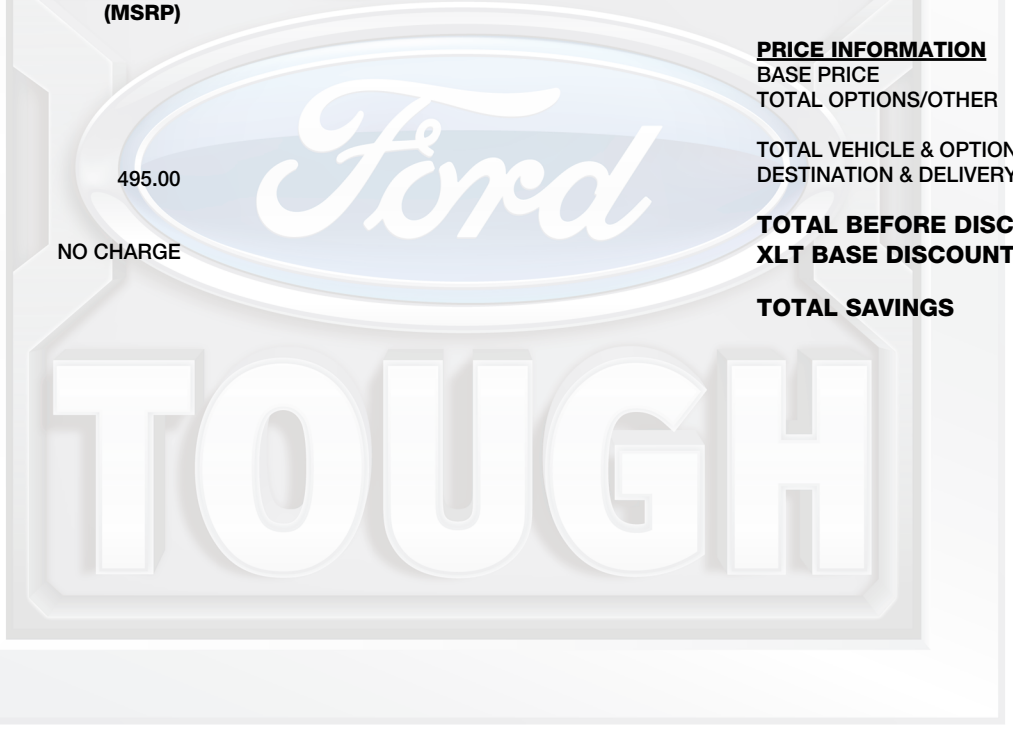 (MSRP)
495.00
NO CHARGE
PRICE INFORMATION
BASE PRICE
TOTAL OPTIONS/OTHER
TOTAL VEHICLE & OPTION
DESTINATION & DELIVERY
TOTAL BEFORE DISC
XLT BASE DISCOUNT
TOTAL SAVINGS
Ford
TOUGH